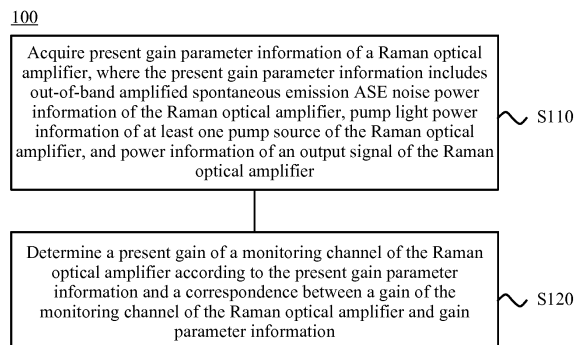 100
Acquire present gain parameter information of a Raman optical
amplifier, where the present gain parameter information includes
out-of-band amplified spontaneous emission ASE noise power
information of the Raman optical amplifier, pump light power
information of at least one pump source of the Raman optical
amplifier, and power information of an output signal of the Raman
optical amplifier
S110
Determine a present gain of a monitoring channel of the Raman
optical amplifier according to the present gain parameter
information and a correspondence between a gain of the
monitoring channel of the Raman optical amplifier and gain
parameter information
S120